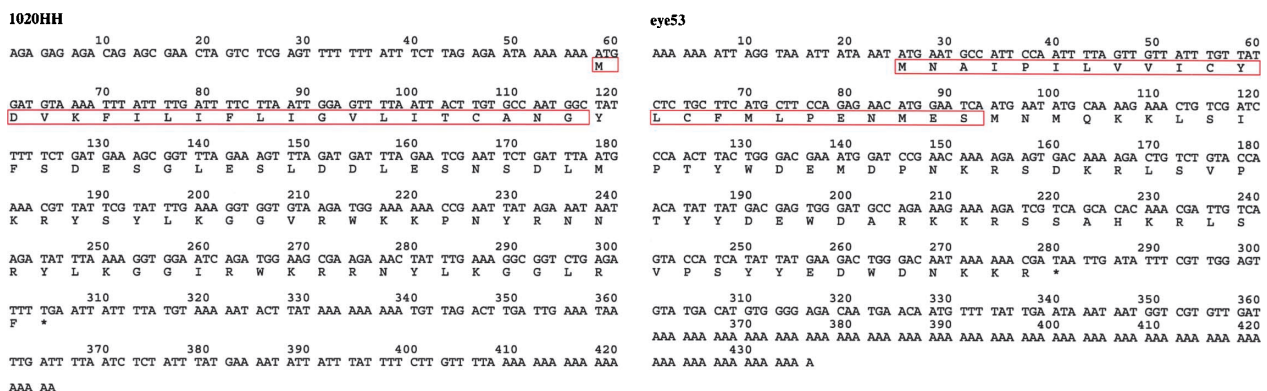 1020HH
10 20 30 40 50 60
AGA GAG AGA CAG AGC GAA CTA GTC TCG AGT TTT TTT ATT TCT TAG AGA ATA AAA AAA ATG
M
70 80 90 100 110 120
GAT GTA AAA TTT ATT TTG ATT TTC TTA ATT GGA GTT TTA ATT ACT TGT GCC AAT GGC TAT
D V K F I L I F L I G V L I T C A N G Y
130 140 150 160 170 180
TTT TCT GAT GAA AGC GGT TTA GAA AGT TTA GAT GAT TTA GAA TCG AAT TCT GAT TTA ATG
F S D E S G L E S L D D L E S N S D L M
190 200 210 220 230 240
AAA CGT TAT TCG TAT TTG AAA GGT GGT GTA AGA TGG AAA AAA CCG AAT TAT AGA AAT AAT
K R Y S Y L K G G V R W K K P N Y R N N
250 260 270 280 290 300
AGA TAT TTA AAA GGT GGA ATC AGA TGG AAG CGA AGA AAC TAT TTG AAA GGC GGT CTG AGA
R Y L K G G I R W K R R N Y L K G G L R
310 320 330 340 350 360
TTT TGA ATT ATT TTA TGT AAA AAT ACT TAT AAA AAA AAA TGT TAG ACT TGA TTG AAA TAA
F *
370 380 390 400 410 420
TTG ATT TTA ATC TCT ATT TAT GAA AAT ATT ATT TAT TTT CTT GTT TTA AAA AAA AAA AAA
AAA AA
eye53
10 20 30 40 50 60
AAA AAA ATT AGG TAA ATT ATA AAT ATG AAT GCC ATT CCA ATT TTA GTT GTT ATT TGT TAT
M N A I P I L V V I C Y
70 80 90 100 110 120
CTC TGC TTC ATG CTT CCA GAG AAC ATG GAA TCA ATG AAT ATG CAA AAG AAA CTG TCG ATC
L C F M L P E N M E S M N M Q K K L S I
130 140 150 160 170 180
CCA ACT TAC TGG GAC GAA ATG GAT CCG AAC AAA AGA AGT GAC AAA AGA CTG TCT GTA CCA
P T Y W D E M D P N K R S D K R L S V P
190 200 210 220 230 240
ACA TAT TAT GAC GAG TGG GAT GCC AGA AAG AAA AGA TCG TCA GCA CAC AAA CGA TTG TCA
T Y Y D E W D A R K K R S S A H K R L S
250 260 270 280 290 300
GTA CCA TCA TAT TAT GAA GAC TGG GAC AAT AAA AAA CGA TAA TTG ATA TTT CGT TGG AGT
V P S Y Y E D W D N K K R *
310 320 330 340 350 360
GTA TGA CAT GTG GGG AGA CAA TGA ACA ATG TTT TAT TGA ATA AAT AAT GGT CGT GTT GAT
370 380 390 400 410 420
AAA AAA AAA AAA AAA AAA AAA AAA AAA AAA AAA AAA AAA AAA AAA AAA AAA AAA AAA AAA
430
AAA AAA AAA AAA AAA A